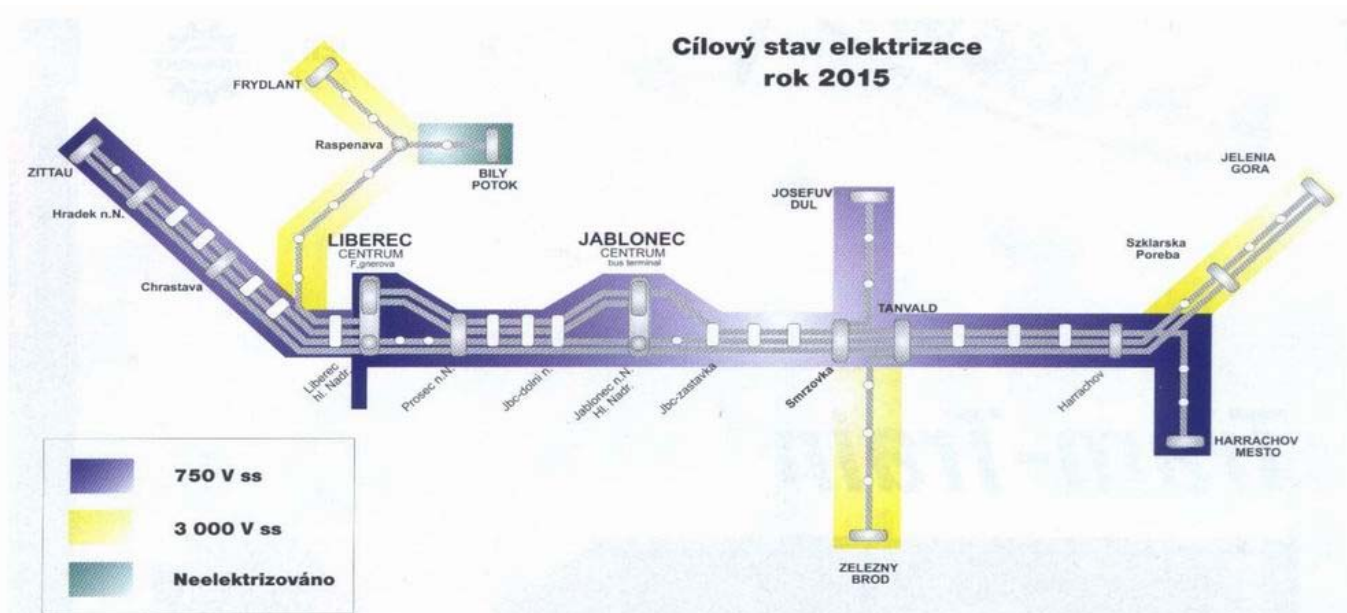 Cílový stav elektrizace
rok 2015
FRYDLANT
Raspenava
BILY
POTOK
ZITTAU
Hradek n.N.
Chrastava
LIBEREC
CENTRUM
JABLONEC
CENTRUM
bus terminal
JOSEFUV
DUL
TANVALD
JELENIA
GORA
Szklarska
Poreba
Liberec
hl. Nadr.
Prosec n.N.
Jbc-dolni n.
Jablonec n.N.
Hl. Nadr.
Jbc-zastavka
Smrzovka
Harrachov
HARRACHOV
MESTO
ZELEZNY
BROD
750 V ss
3 000 V ss
Neelektrizováno